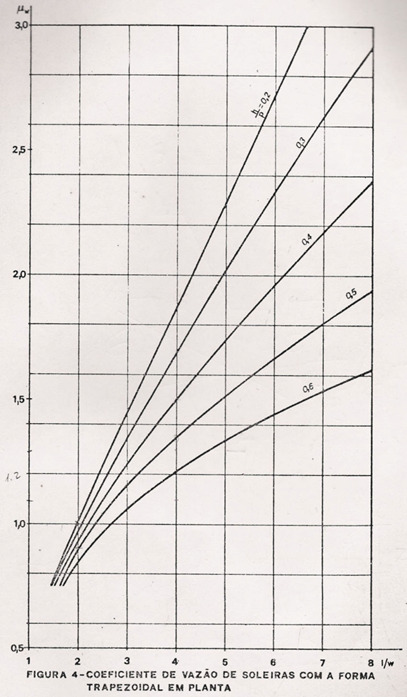 μw
3,0
h/p=0,2
0,3
2,5
0,4
2,0
0,5
0,6
1,5
1.2
1,0
0,5
1 2 3 4 5 6 7 8 l/w
FIGURA 4-COEFICIENTE DE VAZÃO DE SOLEIRAS COM A FORMA
TRAPEZOIDAL EM PLANTA